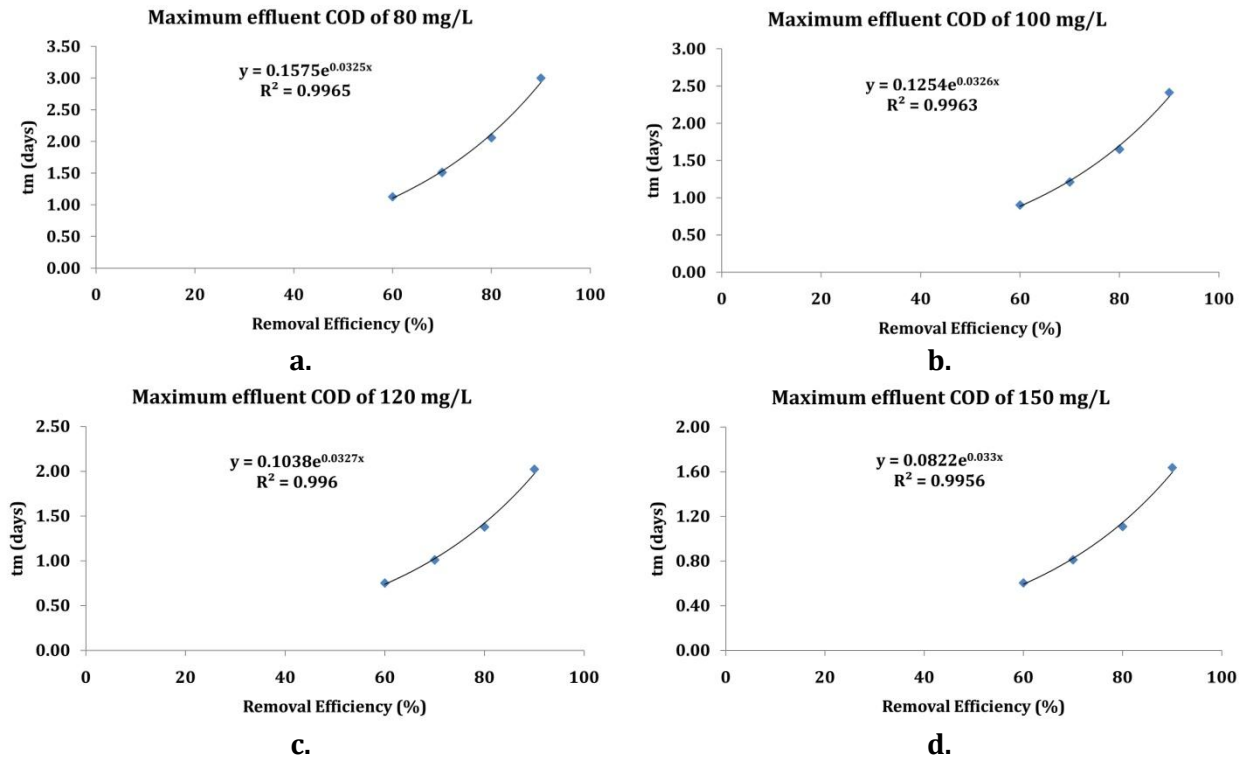 Maximum effluent COD of 80 mg/L
3.50
3.00
2.50
2.00
1.50
1.00
0.50
0.00
tm (days)
y = 0.1575e^0.0325x
R² = 0.9965
0 20 40 60 80 100
Removal Efficiency (%)
a.
Maximum effluent COD of 100 mg/L
3.00
2.50
2.00
1.50
1.00
0.50
0.00
tm (days)
y = 0.1254e^0.0326x
R² = 0.9963
0 20 40 60 80 100
Removal Efficiency (%)
b.
Maximum effluent COD of 120 mg/L
2.50
2.00
1.50
1.00
0.50
0.00
tm (days)
y = 0.1038e^0.0327x
R² = 0.996
0 20 40 60 80 100
Removal Efficiency (%)
c.
Maximum effluent COD of 150 mg/L
2.00
1.60
1.20
0.80
0.40
0.00
tm (days)
y = 0.0822e^0.033x
R² = 0.9956
0 20 40 60 80 100
Removal Efficiency (%)
d.